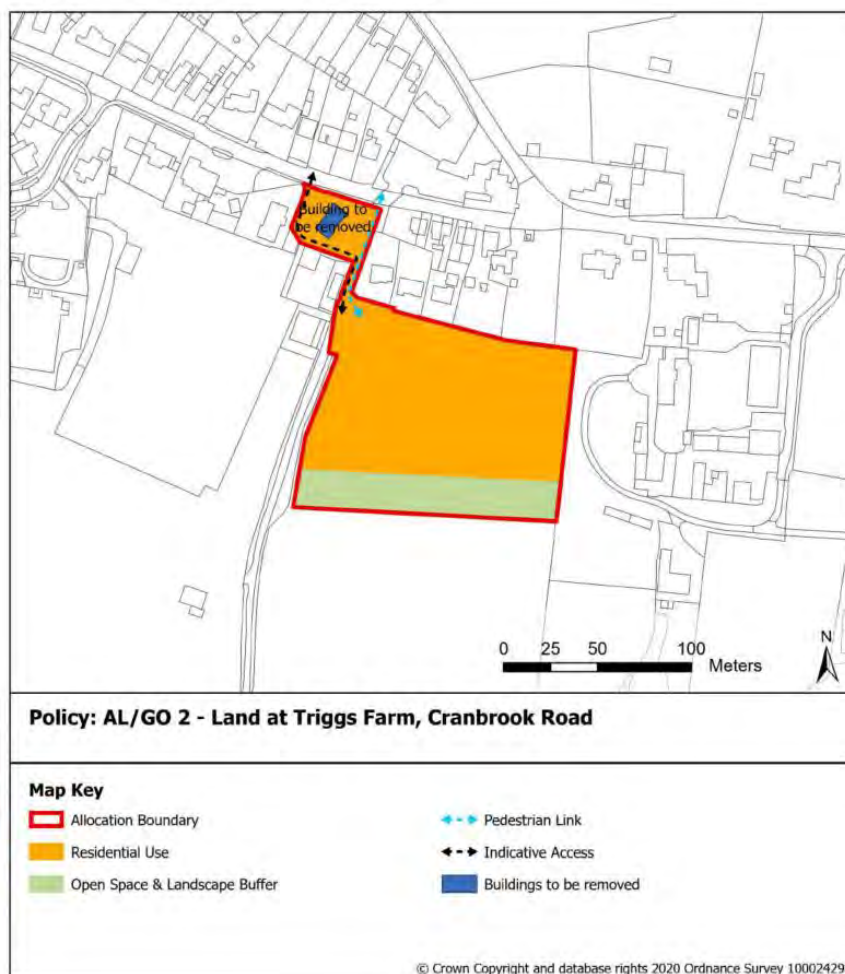 Building to
be removed
0 25 50 100
Meters
N
Policy: AL/GO 2 - Land at Triggs Farm, Cranbrook Road
Map Key
Allocation Boundary
Residential Use
Open Space & Landscape Buffer
Pedestrian Link
Indicative Access
Buildings to be removed
© Crown Copyright and database rights 2020 Ordnance Survey 10002429